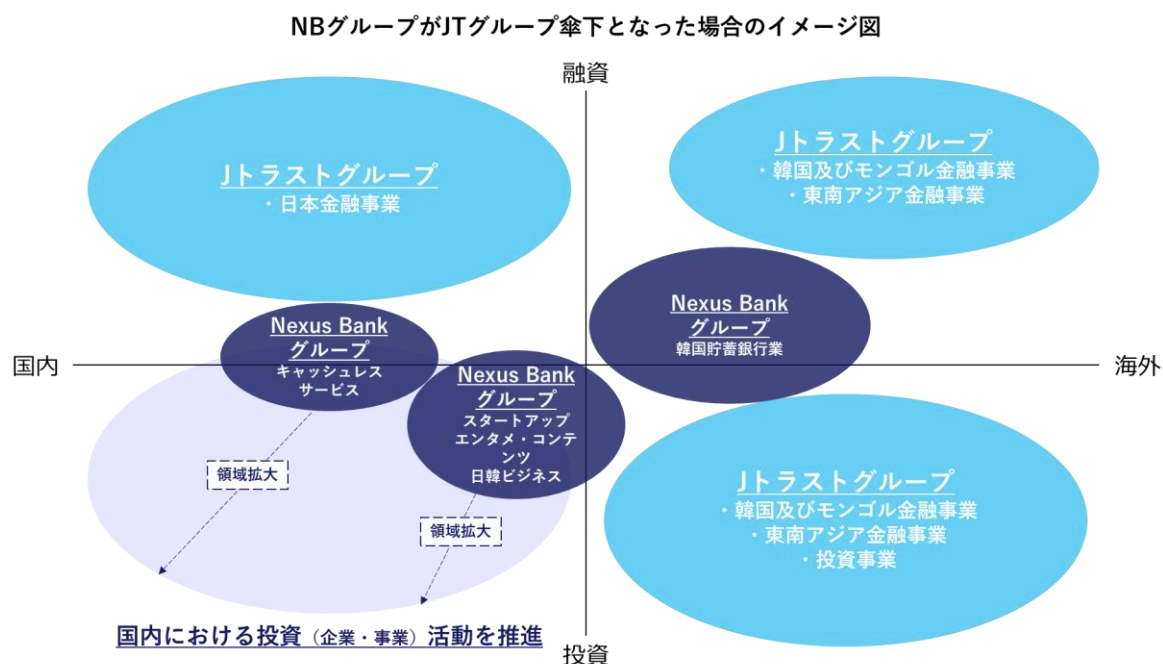 NBグループがJTグループ傘下となった場合のイメージ図
融資
Jトラストグループ
・日本金融事業
Jトラストグループ
・韓国及びモンゴル金融事業
・東南アジア金融事業
Nexus Bank
グループ
キャッシュレス
サービス
Nexus Bank
グループ
韓国貯蓄銀行業
国内
海外
Nexus Bank
グループ
スタートアップ
エンタメ・コンテ
ンツ
日韓ビジネス
領域拡大
領域拡大
Jトラストグループ
・韓国及びモンゴル金融事業
・東南アジア金融事業
・投資事業
国内における投資（企業・事業）活動を推進
投資